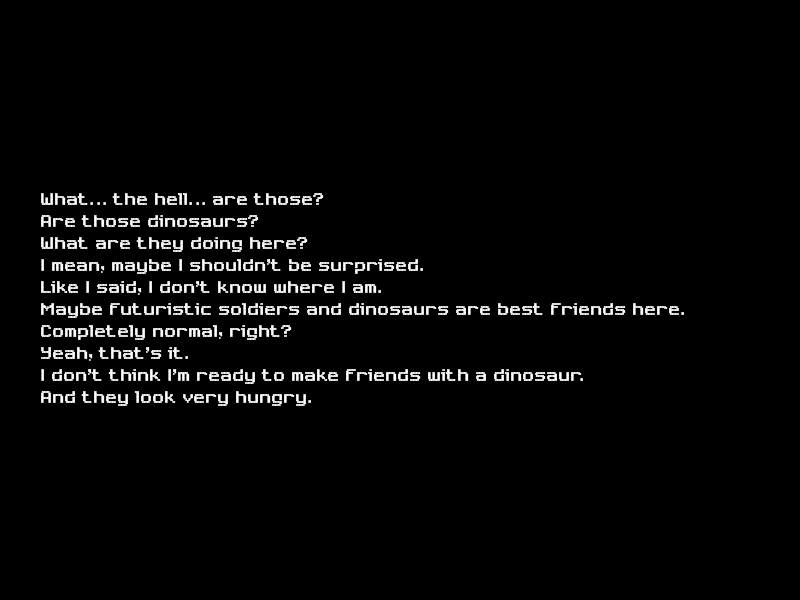 What... the hell... are those?
Are those dinosaurs?
What are they doing here?
I mean, maybe I shouldn't be surprised.
Like I said, I don't know where I am.
Maybe futuristic soldiers and dinosaurs are best friends here.
Completely normal, right?
Yeah, that's it.
I don't think I'm ready to make friends with a dinosaur.
And they look very hungry.